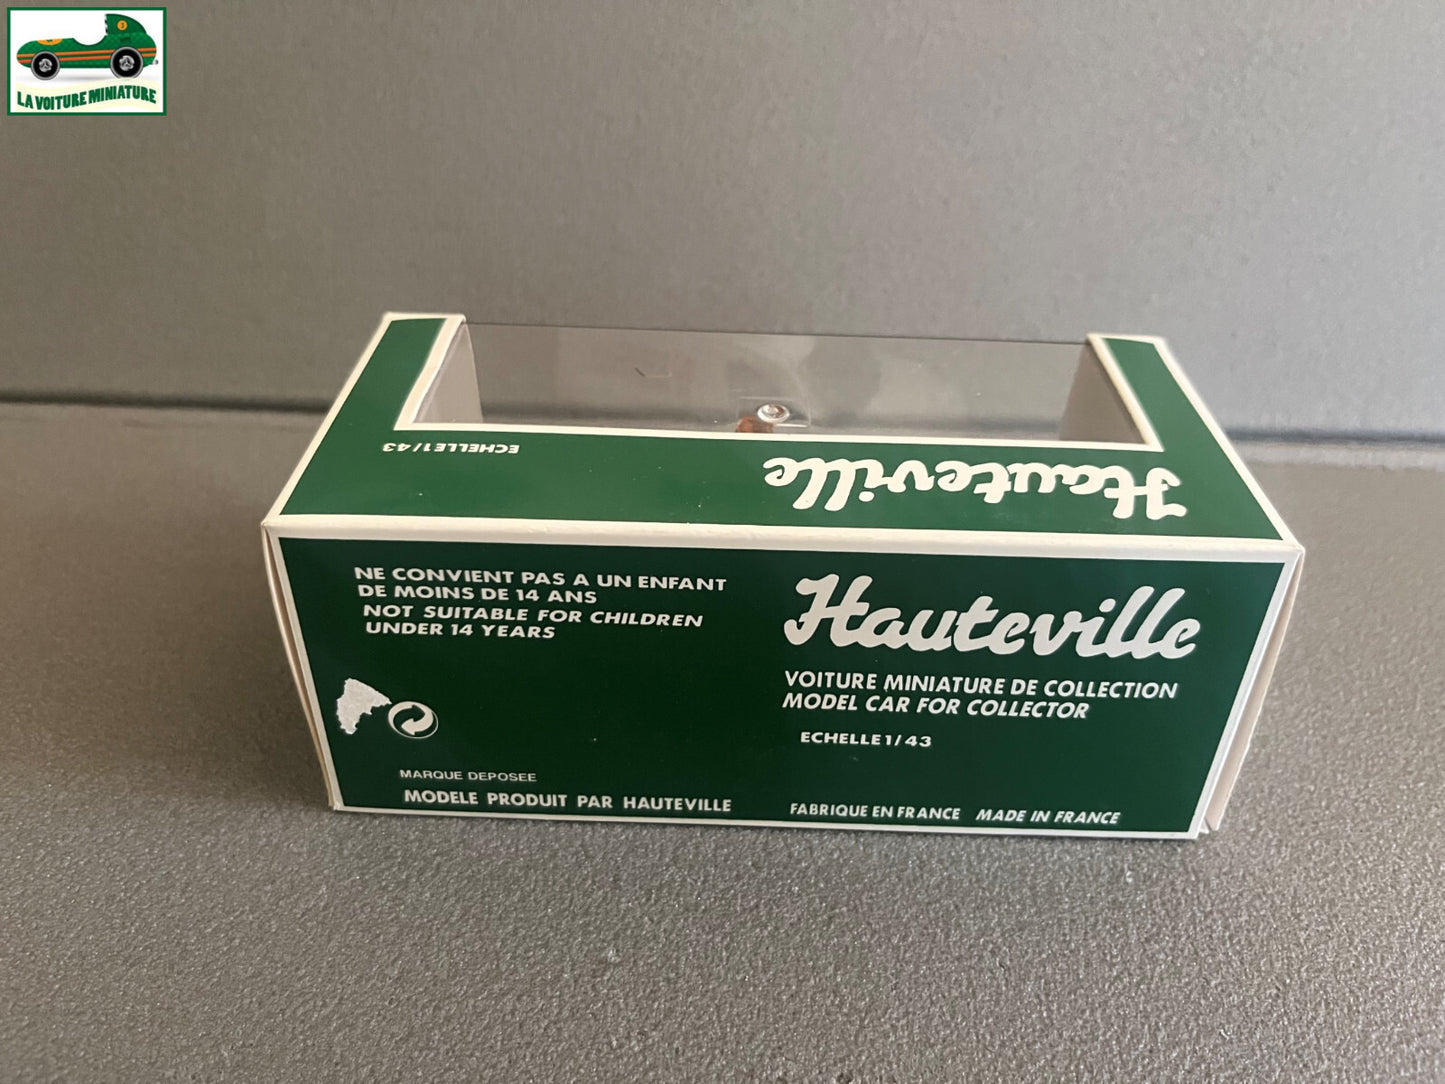 LA VOITURE MINIATURE
ECHELLE 1/43
Hauteville
NE CONVIENT PAS A UN ENFANT
DE MOINS DE 14 ANS
NOT SUITABLE FOR CHILDREN
UNDER 14 YEARS
MARQUE DEPOSEE
MODELE PRODUIT PAR HAUTEVILLE
Hauteville
VOITURE MINIATURE DE COLLECTION
MODEL CAR FOR COLLECTOR
ECHELLE 1/43
FABRIQUE EN FRANCE MADE IN FRANCE